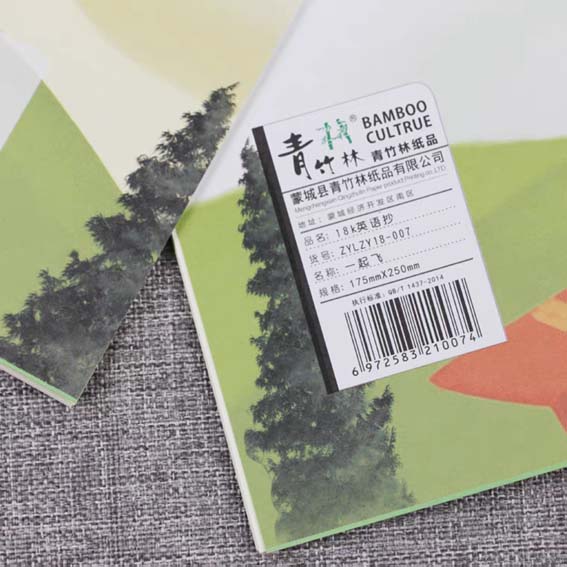 青竹林®
BAMBOO
CULTRUE
青竹林纸品
蒙城县青竹林纸品有限公司
Mengchengxian Qingzhulin Paper product Printing co.,LTD
地址：蒙城经济开发区南区
品名：18k英语抄
货号：ZYLZY18-007
名称：一起飞
规格：175mmX250mm
执行标准：QB/T 1437-2014
6 972583 210074